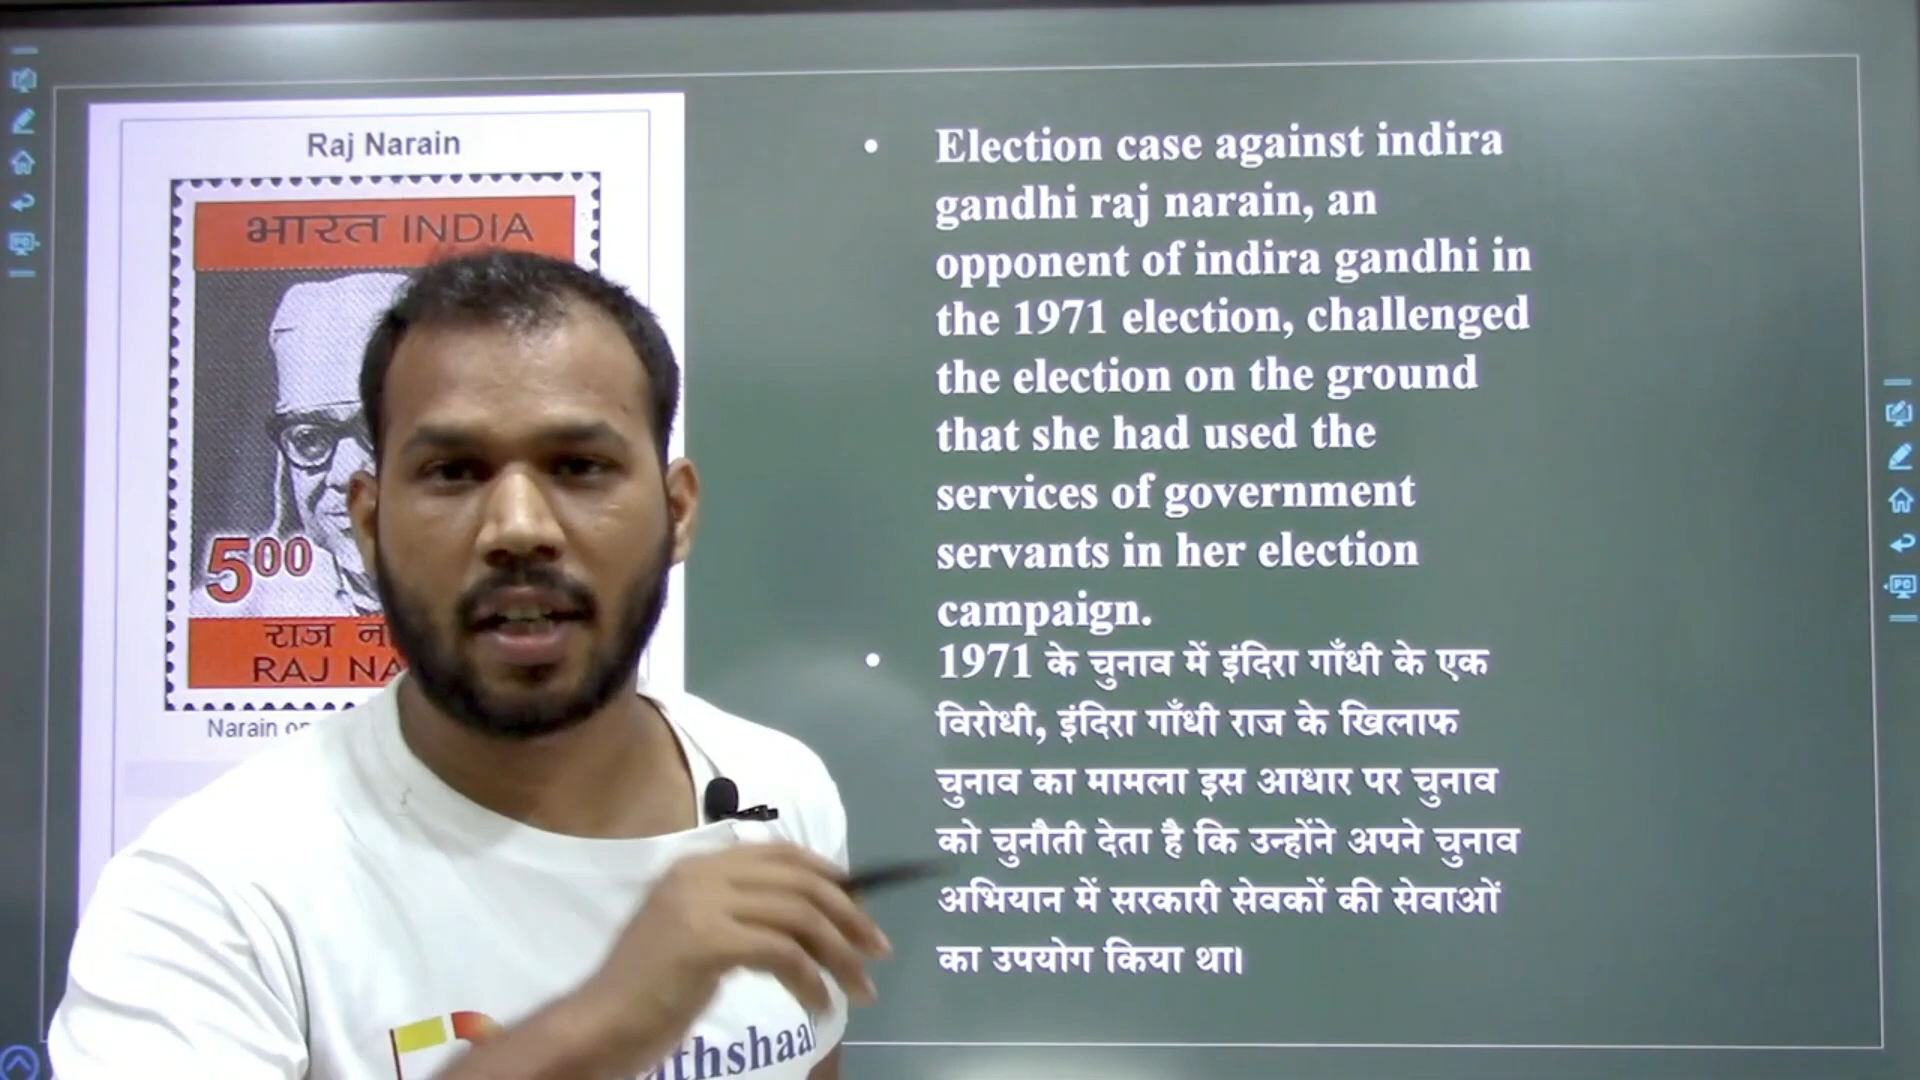 Raj Narain
भारत INDIA
500
राज
RAJ
Narain
• Election case against indira
gandhi raj narain, an
opponent of indira gandhi in
the 1971 election, challenged
the election on the ground
that she had used the
services of government
servants in her election
campaign.
• 1971 के चुनाव में इंदिरा गाँधी के एक
विरोधी, इंदिरा गाँधी राज के खिलाफ
चुनाव का मामला इस आधार पर चुनाव
को चुनौती देता है कि उन्होंने अपने चुनाव
अभियान में सरकारी सेवकों की सेवाओं
का उपयोग किया था।